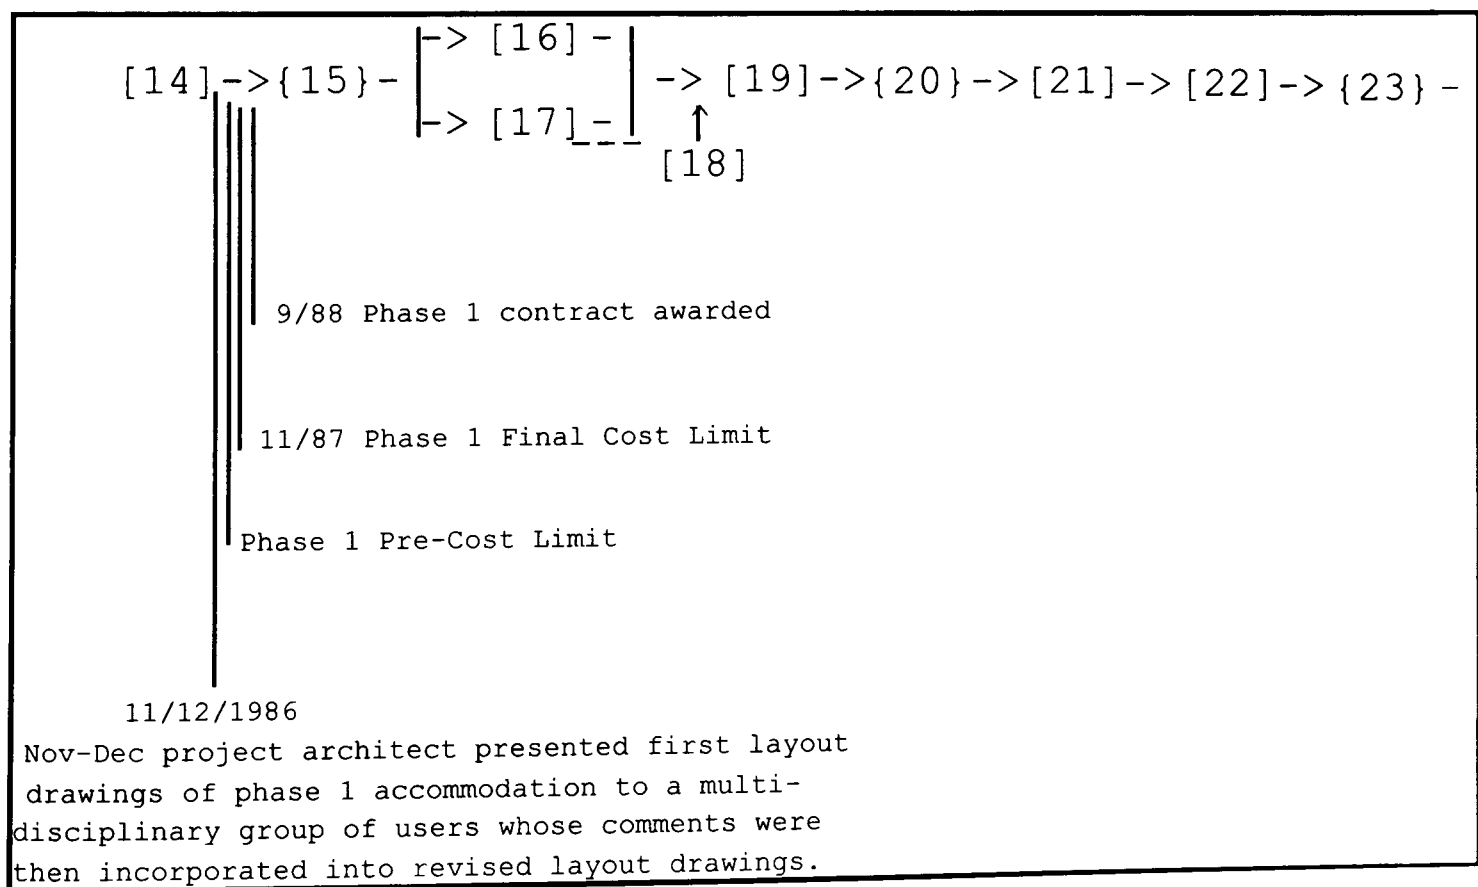 -> [16] -
[14] -> {15} - -> [19] -> {20} -> [21] -> [22] -> {23} -
-> [17] - ↑
[18]
9/88 Phase 1 contract awarded
11/87 Phase 1 Final Cost Limit
Phase 1 Pre-Cost Limit
11/12/1986
Nov-Dec project architect presented first layout
drawings of phase 1 accommodation to a multi-
disciplinary group of users whose comments were
then incorporated into revised layout drawings.